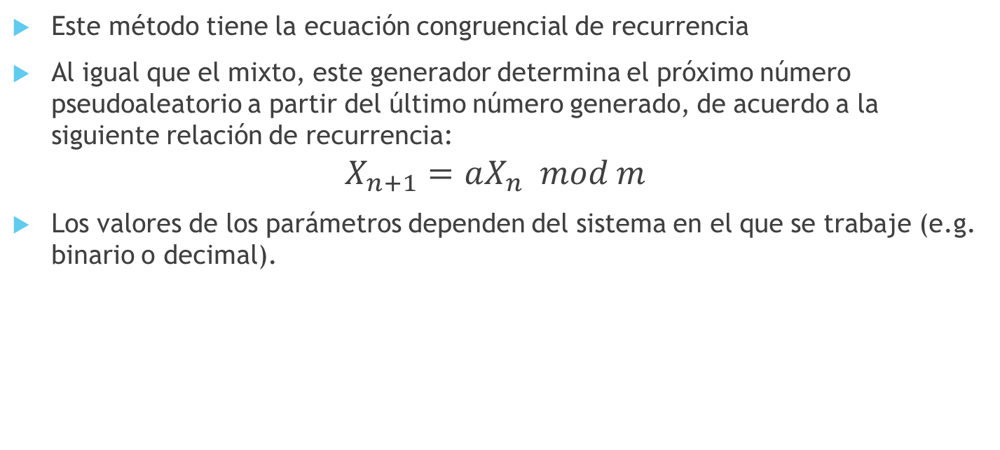 Este método tiene la ecuación congruencial de recurrencia
Al igual que el mixto, este generador determina el próximo número
pseudoaleatorio a partir del último número generado, de acuerdo a la
siguiente relación de recurrencia:
Xₙ₊₁ = aXₙ mod m
Los valores de los parámetros dependen del sistema en el que se trabaje (e.g.
binario o decimal).